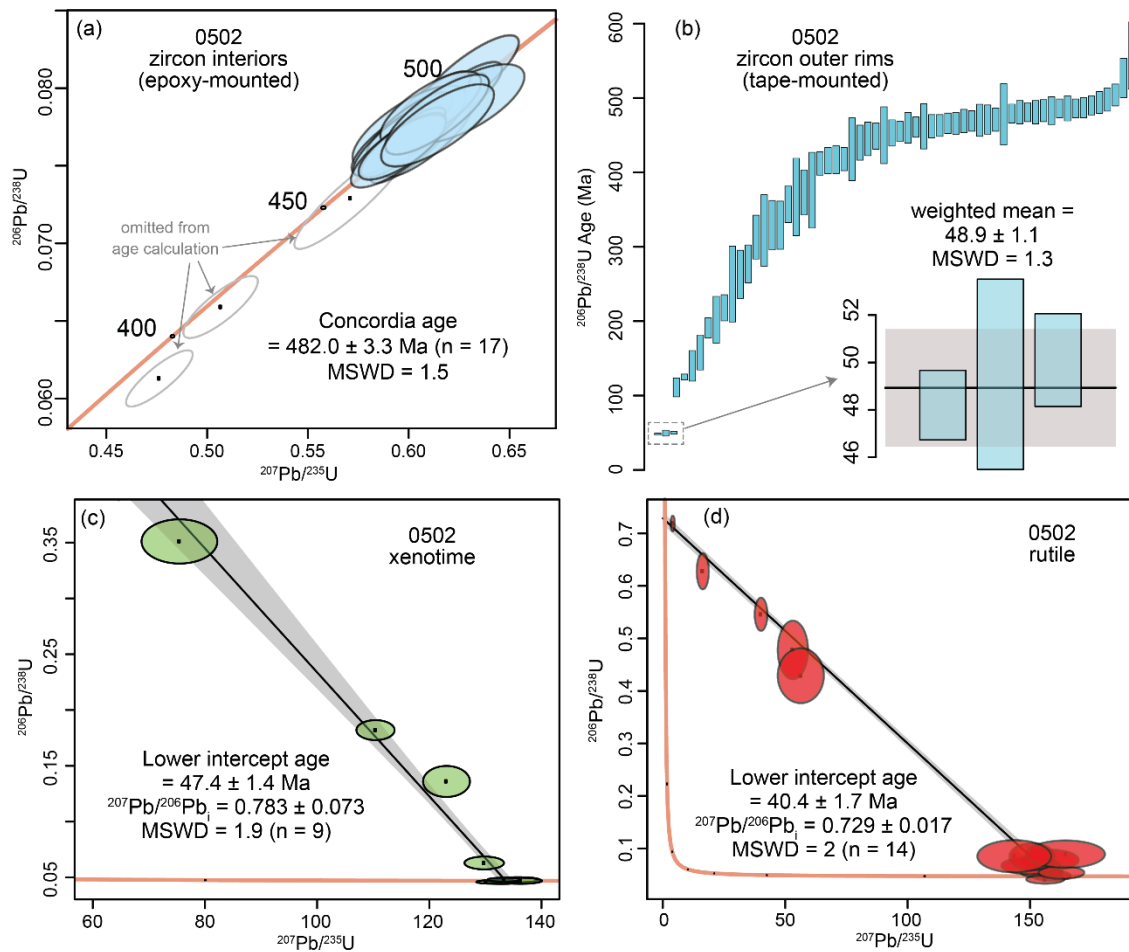 (a)
0502
zircon interiors
(epoxy-mounted)
500
450
400
omitted from
age calculation
Concordia age
= 482.0 ± 3.3 Ma (n = 17)
MSWD = 1.5
0.080
0.070
0.060
²⁰⁶Pb/²³⁸U
0.45
0.50
0.55
0.60
0.65
²⁰⁷Pb/²³⁵U
(b)
0502
zircon outer rims
(tape-mounted)
600
500
400
300
200
100
0
²⁰⁶Pb/²³⁸U Age (Ma)
weighted mean =
48.9 ± 1.1
MSWD = 1.3
52
50
48
46
(c)
0502
xenotime
0.35
0.25
0.15
0.05
²⁰⁶Pb/²³⁸U
Lower intercept age
= 47.4 ± 1.4 Ma
²⁰⁷Pb/²⁰⁶Pbᵢ = 0.783 ± 0.073
MSWD = 1.9 (n = 9)
60
80
100
120
140
²⁰⁷Pb/²³⁵U
(d)
0502
rutile
0.7
0.6
0.5
0.4
0.3
0.2
0.1
²⁰⁶Pb/²³⁸U
Lower intercept age
= 40.4 ± 1.7 Ma
²⁰⁷Pb/²⁰⁶Pbᵢ = 0.729 ± 0.017
MSWD = 2 (n = 14)
0
50
100
150
²⁰⁷Pb/²³⁵U